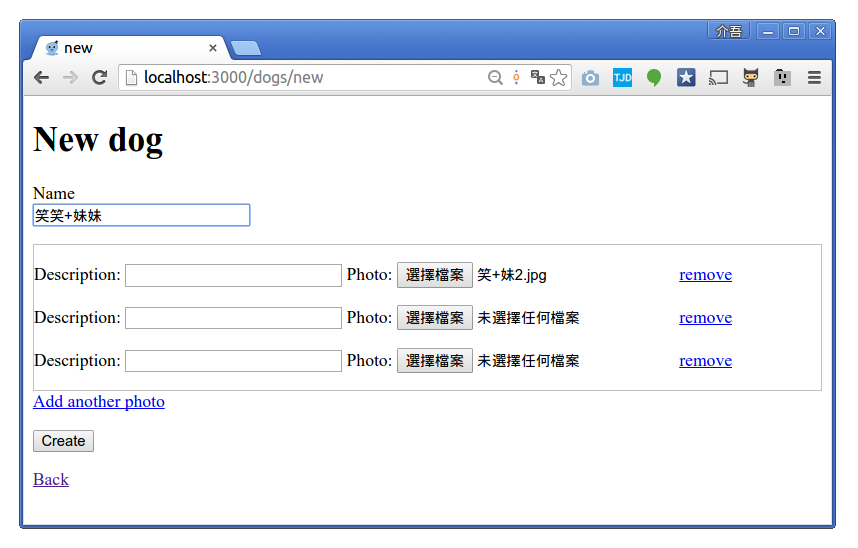 介吾
new
localhost:3000/dogs/new
TJD
New dog
Name
笑笑+妹妹
Description: Photo: 選擇檔案 笑+妹2.jpg remove
Description: Photo: 選擇檔案 未選擇任何檔案 remove
Description: Photo: 選擇檔案 未選擇任何檔案 remove
Add another photo
Create
Back